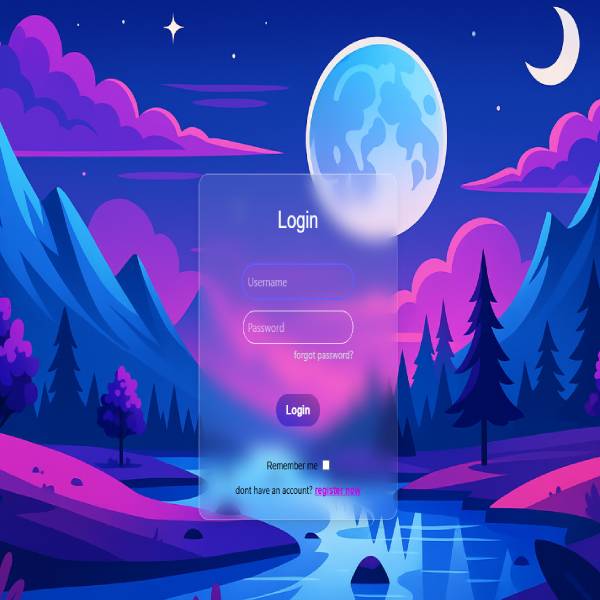 Login
Username
Password
forgot password?
Login
Remember me
dont have an account? register now